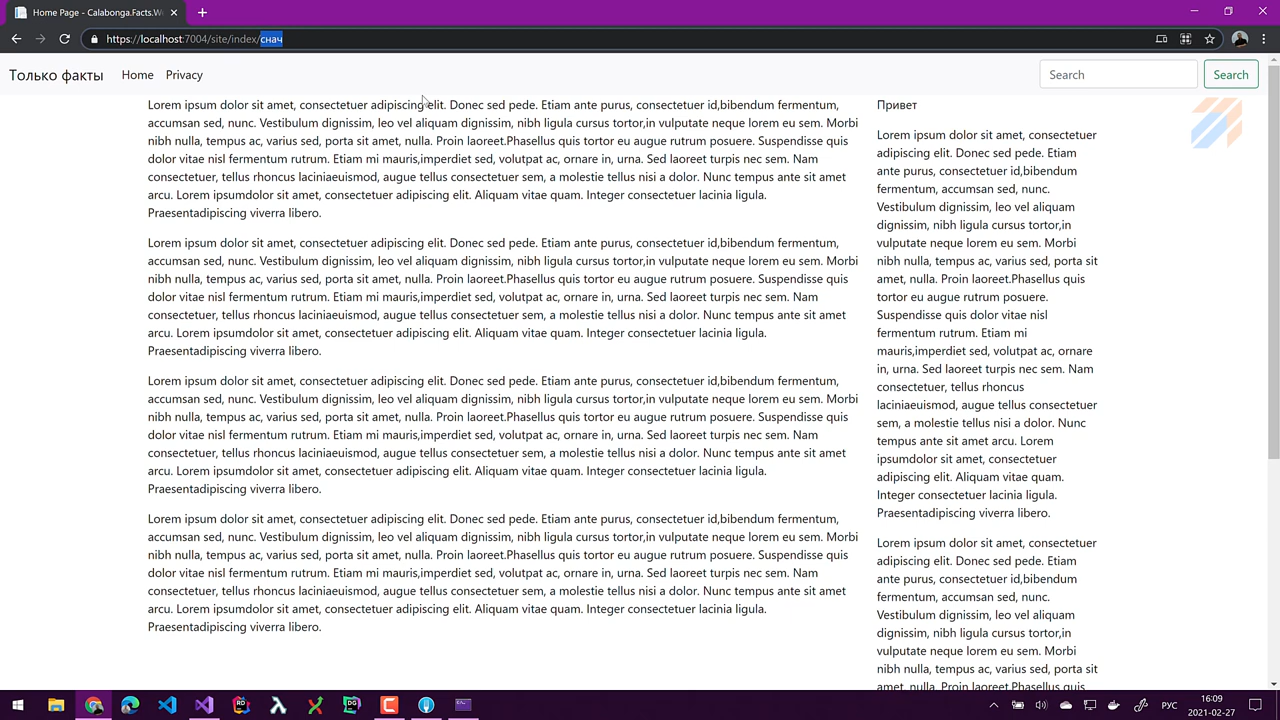 Home Page - Calabonga.Facts.W
https://localhost:7004/site/index/снач
Только факты Home Privacy Search Search
Lorem ipsum dolor sit amet, consectetuer adipiscing elit. Donec sed pede. Etiam ante purus, consectetuer id,bibendum fermentum,
accumsan sed, nunc. Vestibulum dignissim, leo vel aliquam dignissim, nibh ligula cursus tortor,in vulputate neque lorem eu sem. Morbi
nibh nulla, tempus ac, varius sed, porta sit amet, nulla. Proin laoreet.Phasellus quis tortor eu augue rutrum posuere. Suspendisse quis
dolor vitae nisl fermentum rutrum. Etiam mi mauris,imperdiet sed, volutpat ac, ornare in, urna. Sed laoreet turpis nec sem. Nam
consectetuer, tellus rhoncus laciniaeuismod, augue tellus consectetuer sem, a molestie tellus nisi a dolor. Nunc tempus ante sit amet
arcu. Lorem ipsumdolor sit amet, consectetuer adipiscing elit. Aliquam vitae quam. Integer consectetuer lacinia ligula.
Praesentadipiscing viverra libero.
Lorem ipsum dolor sit amet, consectetuer adipiscing elit. Donec sed pede. Etiam ante purus, consectetuer id,bibendum fermentum,
accumsan sed, nunc. Vestibulum dignissim, leo vel aliquam dignissim, nibh ligula cursus tortor,in vulputate neque lorem eu sem. Morbi
nibh nulla, tempus ac, varius sed, porta sit amet, nulla. Proin laoreet.Phasellus quis tortor eu augue rutrum posuere. Suspendisse quis
dolor vitae nisl fermentum rutrum. Etiam mi mauris,imperdiet sed, volutpat ac, ornare in, urna. Sed laoreet turpis nec sem. Nam
consectetuer, tellus rhoncus laciniaeuismod, augue tellus consectetuer sem, a molestie tellus nisi a dolor. Nunc tempus ante sit amet
arcu. Lorem ipsumdolor sit amet, consectetuer adipiscing elit. Aliquam vitae quam. Integer consectetuer lacinia ligula.
Praesentadipiscing viverra libero.
Lorem ipsum dolor sit amet, consectetuer adipiscing elit. Donec sed pede. Etiam ante purus, consectetuer id,bibendum fermentum,
accumsan sed, nunc. Vestibulum dignissim, leo vel aliquam dignissim, nibh ligula cursus tortor,in vulputate neque lorem eu sem. Morbi
nibh nulla, tempus ac, varius sed, porta sit amet, nulla. Proin laoreet.Phasellus quis tortor eu augue rutrum posuere. Suspendisse quis
dolor vitae nisl fermentum rutrum. Etiam mi mauris,imperdiet sed, volutpat ac, ornare in, urna. Sed laoreet turpis nec sem. Nam
consectetuer, tellus rhoncus laciniaeuismod, augue tellus consectetuer sem, a molestie tellus nisi a dolor. Nunc tempus ante sit amet
arcu. Lorem ipsumdolor sit amet, consectetuer adipiscing elit. Aliquam vitae quam. Integer consectetuer lacinia ligula.
Praesentadipiscing viverra libero.
Lorem ipsum dolor sit amet, consectetuer adipiscing elit. Donec sed pede. Etiam ante purus, consectetuer id,bibendum fermentum,
accumsan sed, nunc. Vestibulum dignissim, leo vel aliquam dignissim, nibh ligula cursus tortor,in vulputate neque lorem eu sem. Morbi
nibh nulla, tempus ac, varius sed, porta sit amet, nulla. Proin laoreet.Phasellus quis tortor eu augue rutrum posuere. Suspendisse quis
dolor vitae nisl fermentum rutrum. Etiam mi mauris,imperdiet sed, volutpat ac, ornare in, urna. Sed laoreet turpis nec sem. Nam
consectetuer, tellus rhoncus laciniaeuismod, augue tellus consectetuer sem, a molestie tellus nisi a dolor. Nunc tempus ante sit amet
arcu. Lorem ipsumdolor sit amet, consectetuer adipiscing elit. Aliquam vitae quam. Integer consectetuer lacinia ligula.
Praesentadipiscing viverra libero.
Привет
Lorem ipsum dolor sit amet, consectetuer
adipiscing elit. Donec sed pede. Etiam
ante purus, consectetuer id,bibendum
fermentum, accumsan sed, nunc.
Vestibulum dignissim, leo vel aliquam
dignissim, nibh ligula cursus tortor,in
vulputate neque lorem eu sem. Morbi
nibh nulla, tempus ac, varius sed, porta sit
amet, nulla. Proin laoreet.Phasellus quis
tortor eu augue rutrum posuere.
Suspendisse quis dolor vitae nisl
fermentum rutrum. Etiam mi
mauris,imperdiet sed, volutpat ac, ornare
in, urna. Sed laoreet turpis nec sem. Nam
consectetuer, tellus rhoncus
laciniaeuismod, augue tellus consectetuer
sem, a molestie tellus nisi a dolor. Nunc
tempus ante sit amet arcu. Lorem
ipsumdolor sit amet, consectetuer
adipiscing elit. Aliquam vitae quam.
Integer consectetuer lacinia ligula.
Praesentadipiscing viverra libero.
Lorem ipsum dolor sit amet, consectetuer
adipiscing elit. Donec sed pede. Etiam
ante purus, consectetuer id,bibendum
fermentum, accumsan sed, nunc.
Vestibulum dignissim, leo vel aliquam
dignissim, nibh ligula cursus tortor,in
vulputate neque lorem eu sem. Morbi
nibh nulla, tempus ac, varius sed, porta sit
amet, nulla. Proin laoreet.Phasellus quis
РУС
16:09
2021-02-27